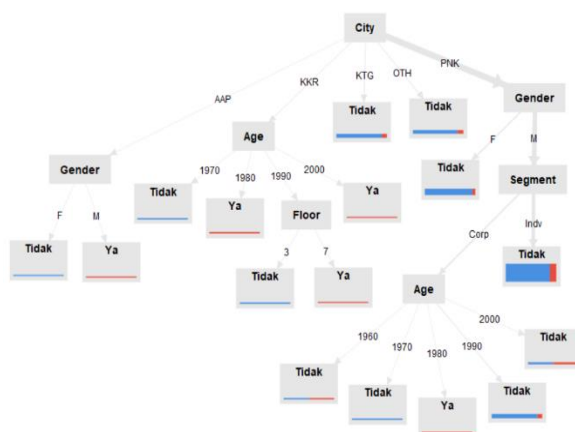 City
AAP
KKR
KTG
OTH
PNK
Tidak
Tidak
Gender
Age
F
M
Gender
1970
1980
1990
2000
Tidak
Segment
F
M
Tidak
Ya
Floor
Ya
Corp
Indv
Tidak
Ya
3
7
Tidak
Tidak
Ya
Age
1960
1970
1980
1990
2000
Tidak
Tidak
Tidak
Ya
Tidak